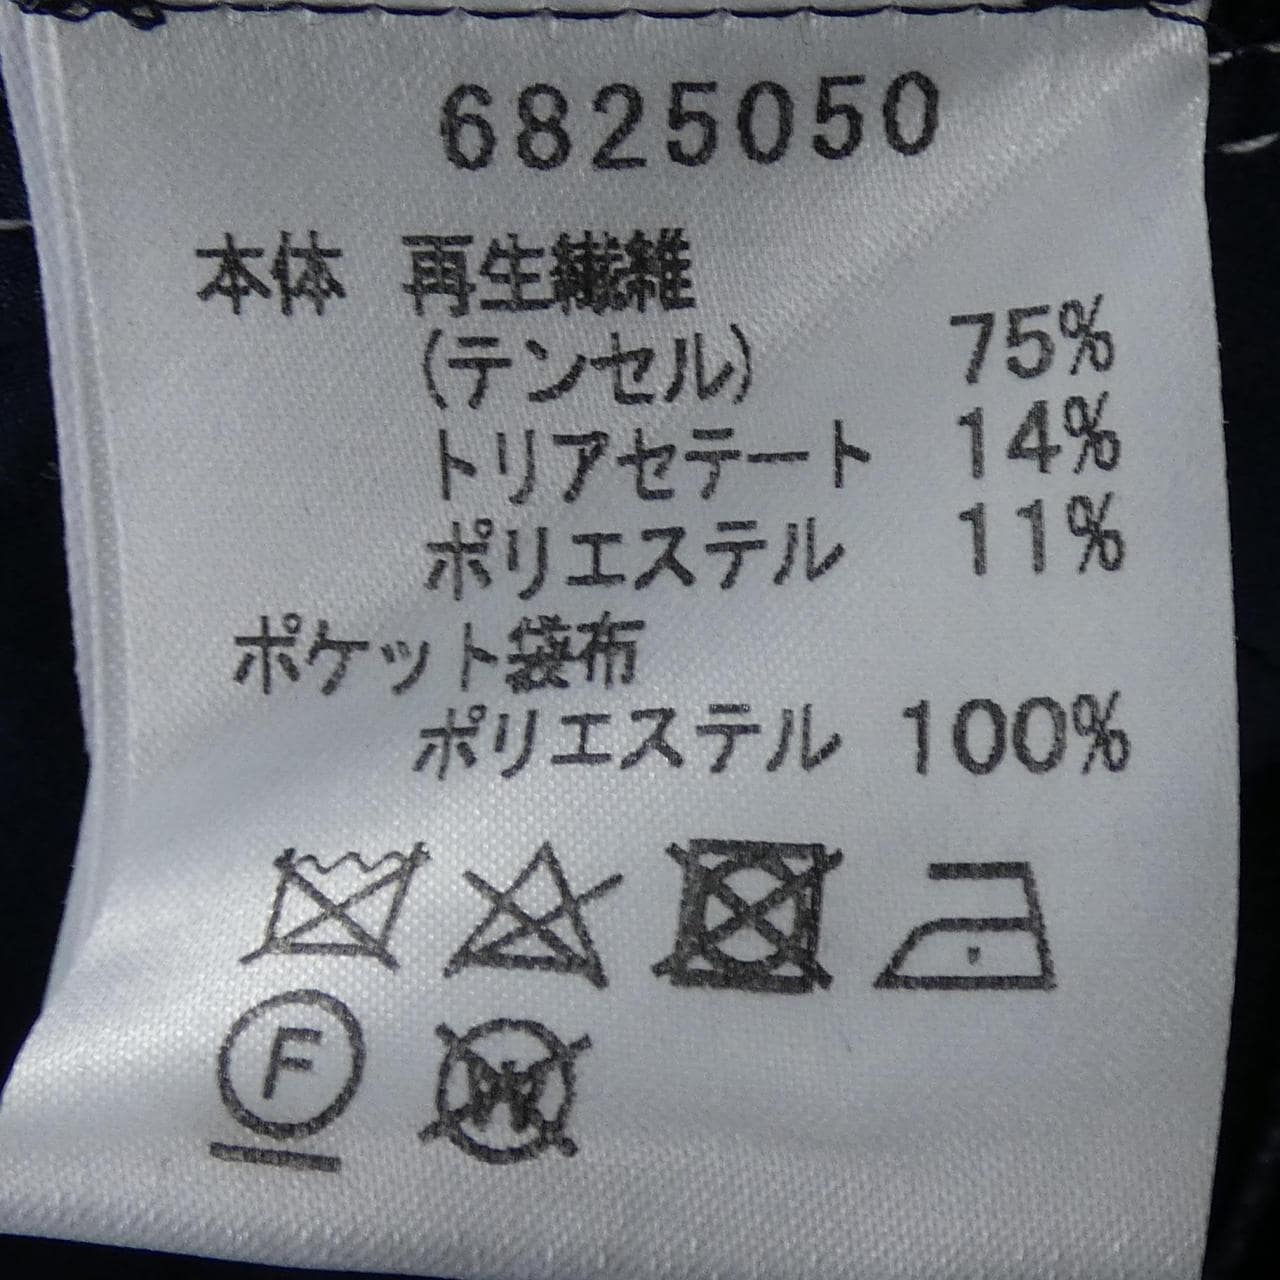 6825050
本体 再生繊維
(テンセル) 75%
トリアセテート 14%
ポリエステル 11%
ポケット袋布
ポリエステル 100%
F W